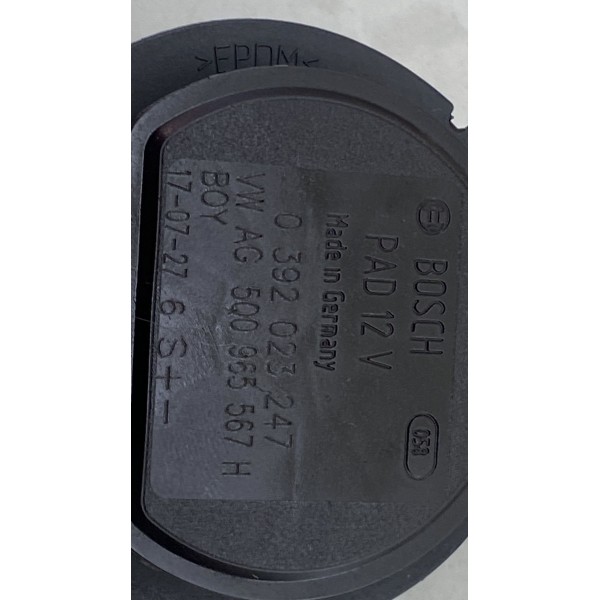 >EPDM<
BOSCH
PAD 12 V
Made in Germany
0 392 023 247
VW AG 5Q0 965 567 H
BOY
17-07-27 6 S+-